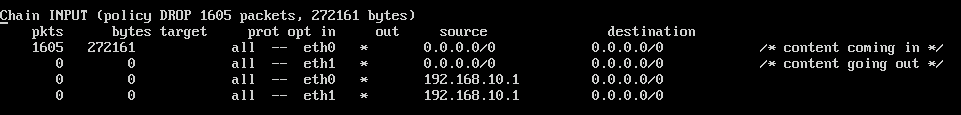 Chain INPUT (policy DROP 1605 packets, 272161 bytes)
pkts bytes target prot opt in out source destination
1605 272161 all -- eth0 * 0.0.0.0/0 0.0.0.0/0 /* content coming in */
0 0 all -- eth1 * 0.0.0.0/0 0.0.0.0/0 /* content going out */
0 0 all -- eth0 * 192.168.10.1 0.0.0.0/0
0 0 all -- eth1 * 192.168.10.1 0.0.0.0/0